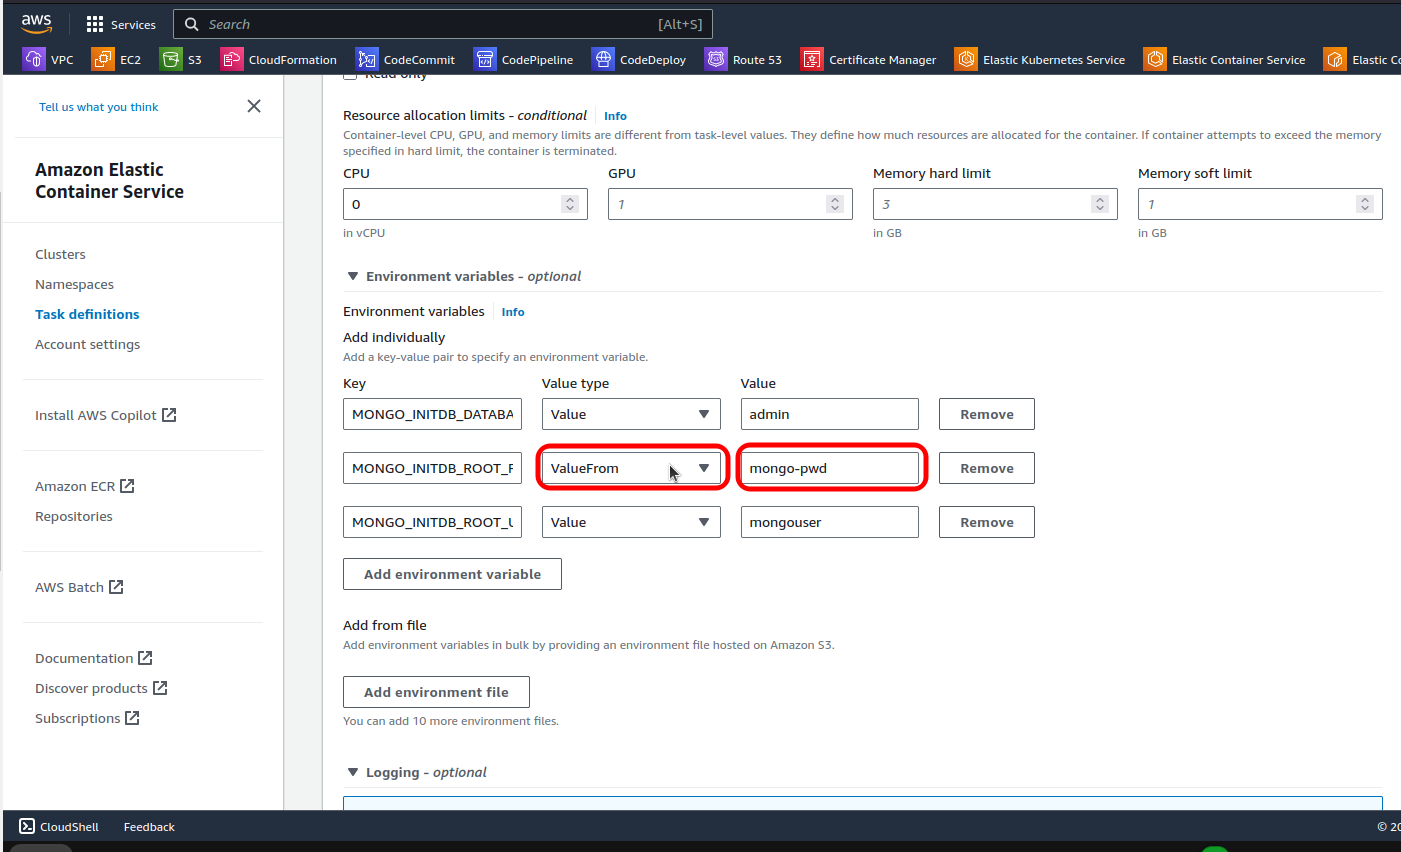 aws Services Search [Alt+S]
VPC EC2 S3 CloudFormation CodeCommit CodePipeline CodeDeploy Route 53 Certificate Manager Elastic Kubernetes Service Elastic Container Service Elastic Co
Tell us what you think
Amazon Elastic
Container Service
Clusters
Namespaces
Task definitions
Account settings
Install AWS Copilot
Amazon ECR
Repositories
AWS Batch
Documentation
Discover products
Subscriptions
Read only
Resource allocation limits - conditional Info
Container-level CPU, GPU, and memory limits are different from task-level values. They define how much resources are allocated for the container. If container attempts to exceed the memory
specified in hard limit, the container is terminated.
CPU GPU Memory hard limit Memory soft limit
0 1 3 1
in vCPU in GB in GB
Environment variables - optional
Environment variables Info
Add individually
Add a key-value pair to specify an environment variable.
Key Value type Value
MONGO_INITDB_DATABA Value admin Remove
MONGO_INITDB_ROOT_P ValueFrom mongo-pwd Remove
MONGO_INITDB_ROOT_U Value mongouser Remove
Add environment variable
Add from file
Add environment variables in bulk by providing an environment file hosted on Amazon S3.
Add environment file
You can add 10 more environment files.
Logging - optional
CloudShell Feedback © 20